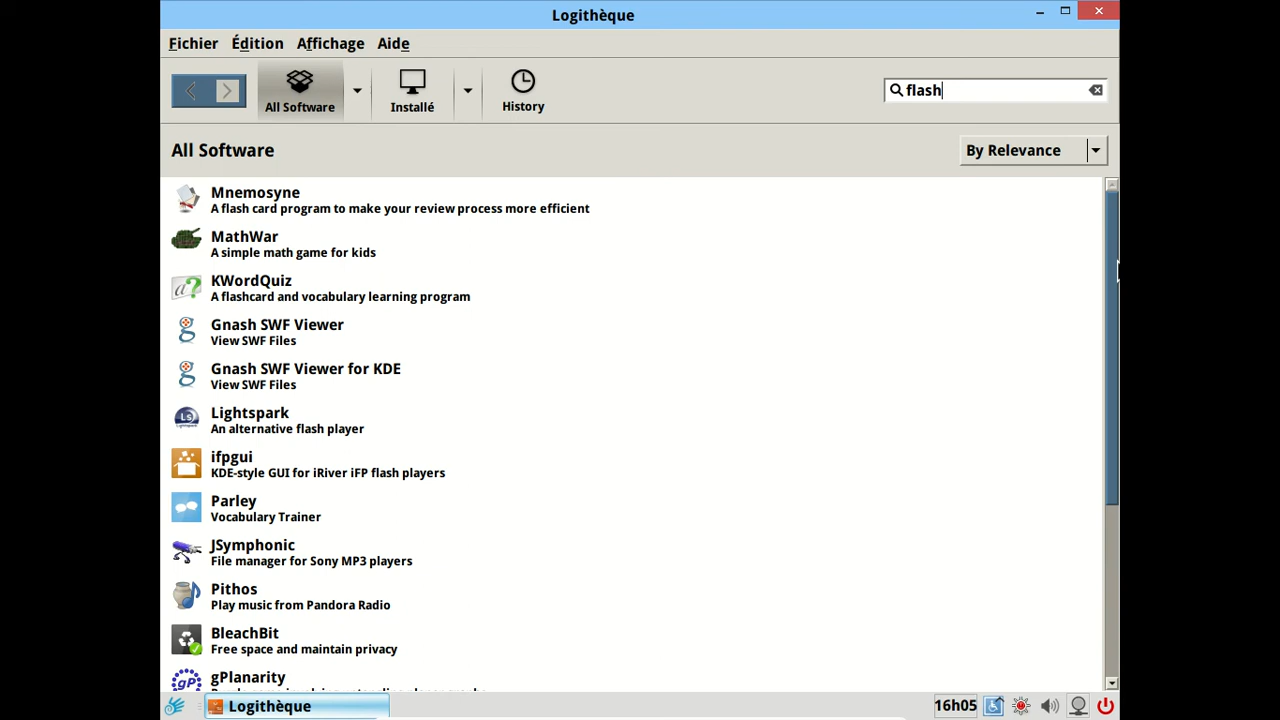 Logithèque
Fichier Édition Affichage Aide
All Software Installé History flash
All Software By Relevance
Mnemosyne
A flash card program to make your review process more efficient
MathWar
A simple math game for kids
KWordQuiz
A flashcard and vocabulary learning program
Gnash SWF Viewer
View SWF Files
Gnash SWF Viewer for KDE
View SWF Files
Lightspark
An alternative flash player
ifpgui
KDE-style GUI for iRiver iFP flash players
Parley
Vocabulary Trainer
JSymphonic
File manager for Sony MP3 players
Pithos
Play music from Pandora Radio
BleachBit
Free space and maintain privacy
gPlanarity
Logithèque 16h05